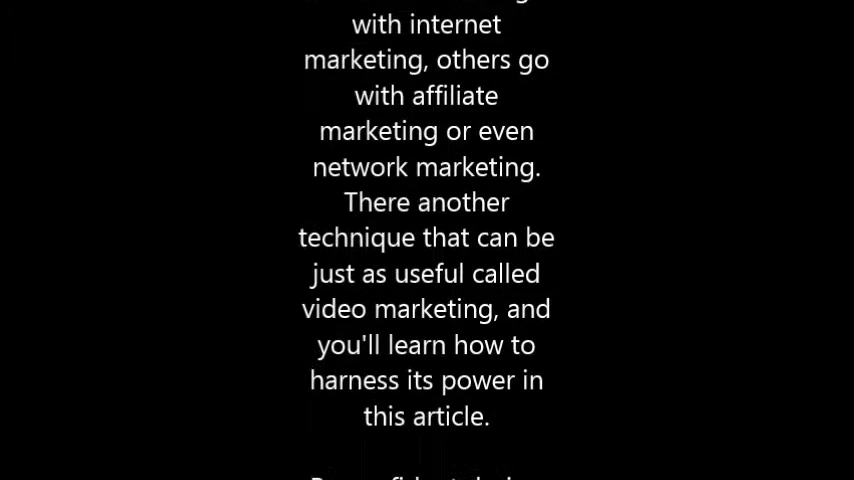 with internet
marketing, others go
with affiliate
marketing or even
network marketing.
There another
technique that can be
just as useful called
video marketing, and
you'll learn how to
harness its power in
this article.